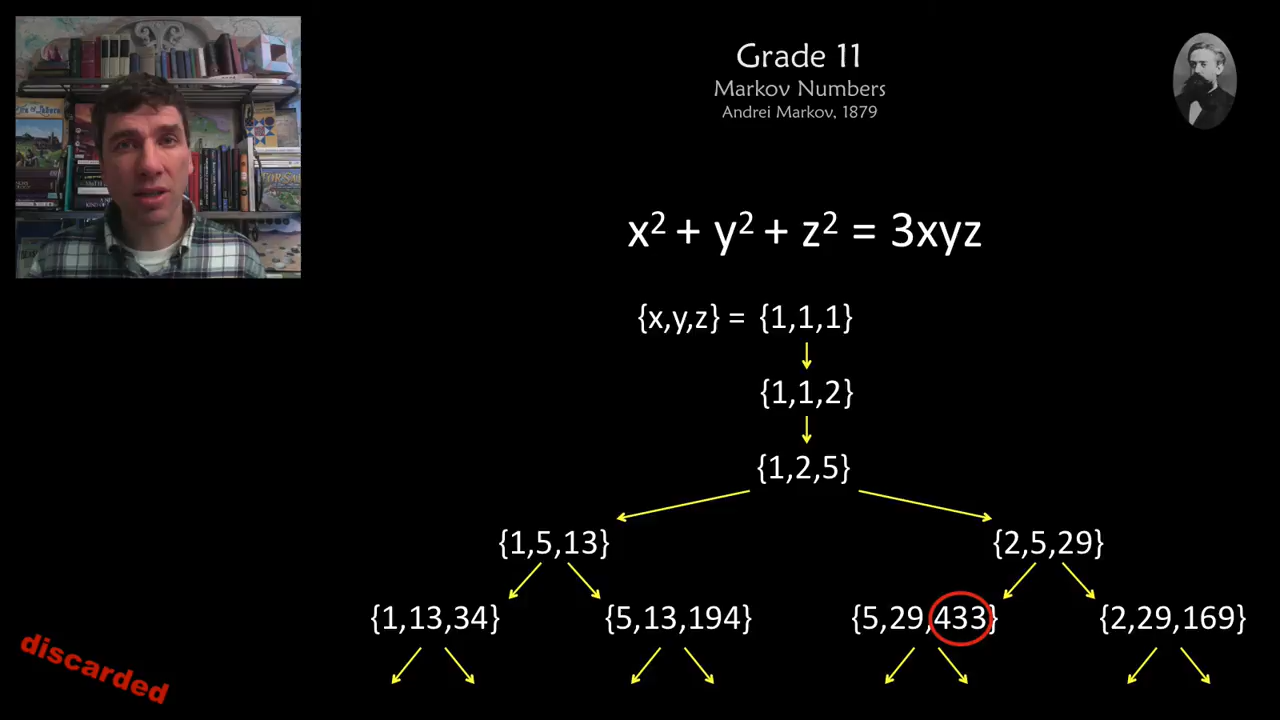 Grade 11
Markov Numbers
Andrei Markov, 1879
x² + y² + z² = 3xyz
{x,y,z} = {1,1,1}
{1,1,2}
{1,2,5}
{1,5,13} {2,5,29}
{1,13,34} {5,13,194} {5,29,433} {2,29,169}
discarded